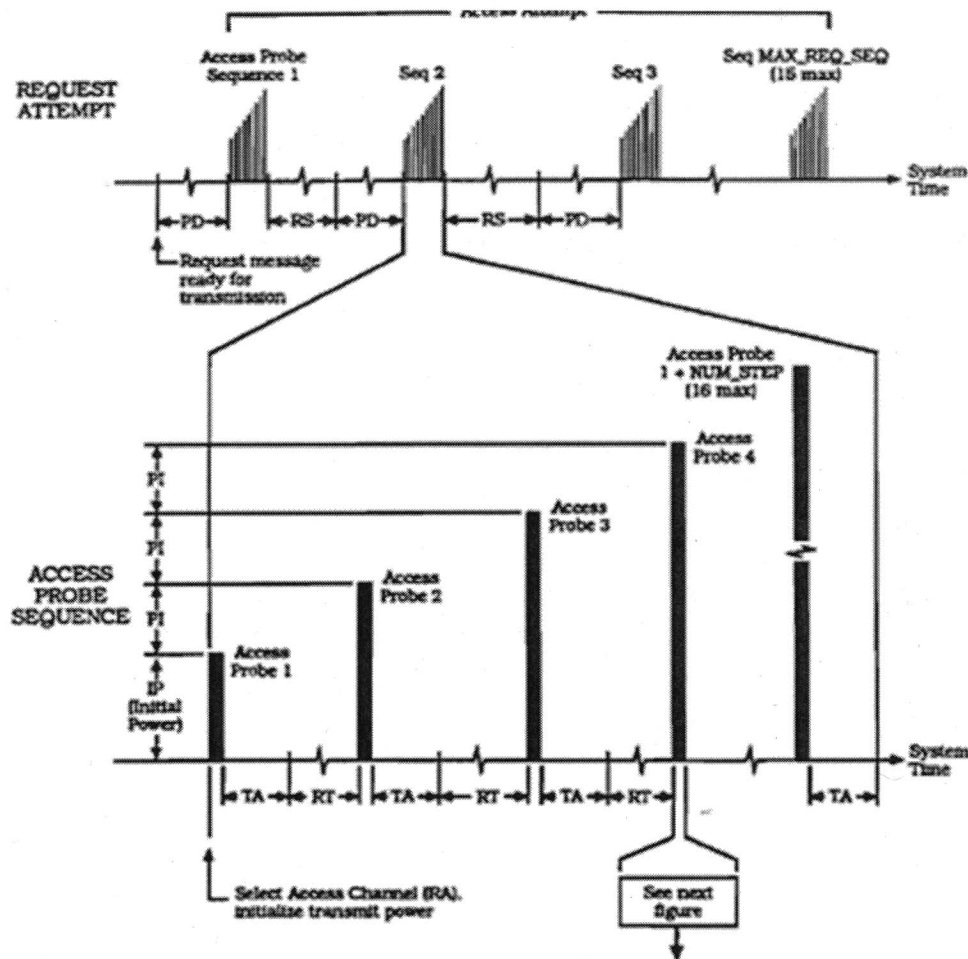 Access Attempt
Access Probe
Sequence 1
Seq 2
Seq 3
Seq MAX_REQ_SEQ
(15 max)
REQUEST
ATTEMPT
System
Time
PD
RS
PD
RS
PD
Request message
ready for
transmission
Access Probe
1 + NUM_STEP
(16 max)
Access
Probe 4
PI
Access
Probe 3
PI
ACCESS
PROBE
SEQUENCE
Access
Probe 2
PI
Access
Probe 1
IP
(Initial
Power)
System
Time
TA
RT
TA
RT
TA
RT
TA
Select Access Channel (RA),
initialize transmit power
See next
figure